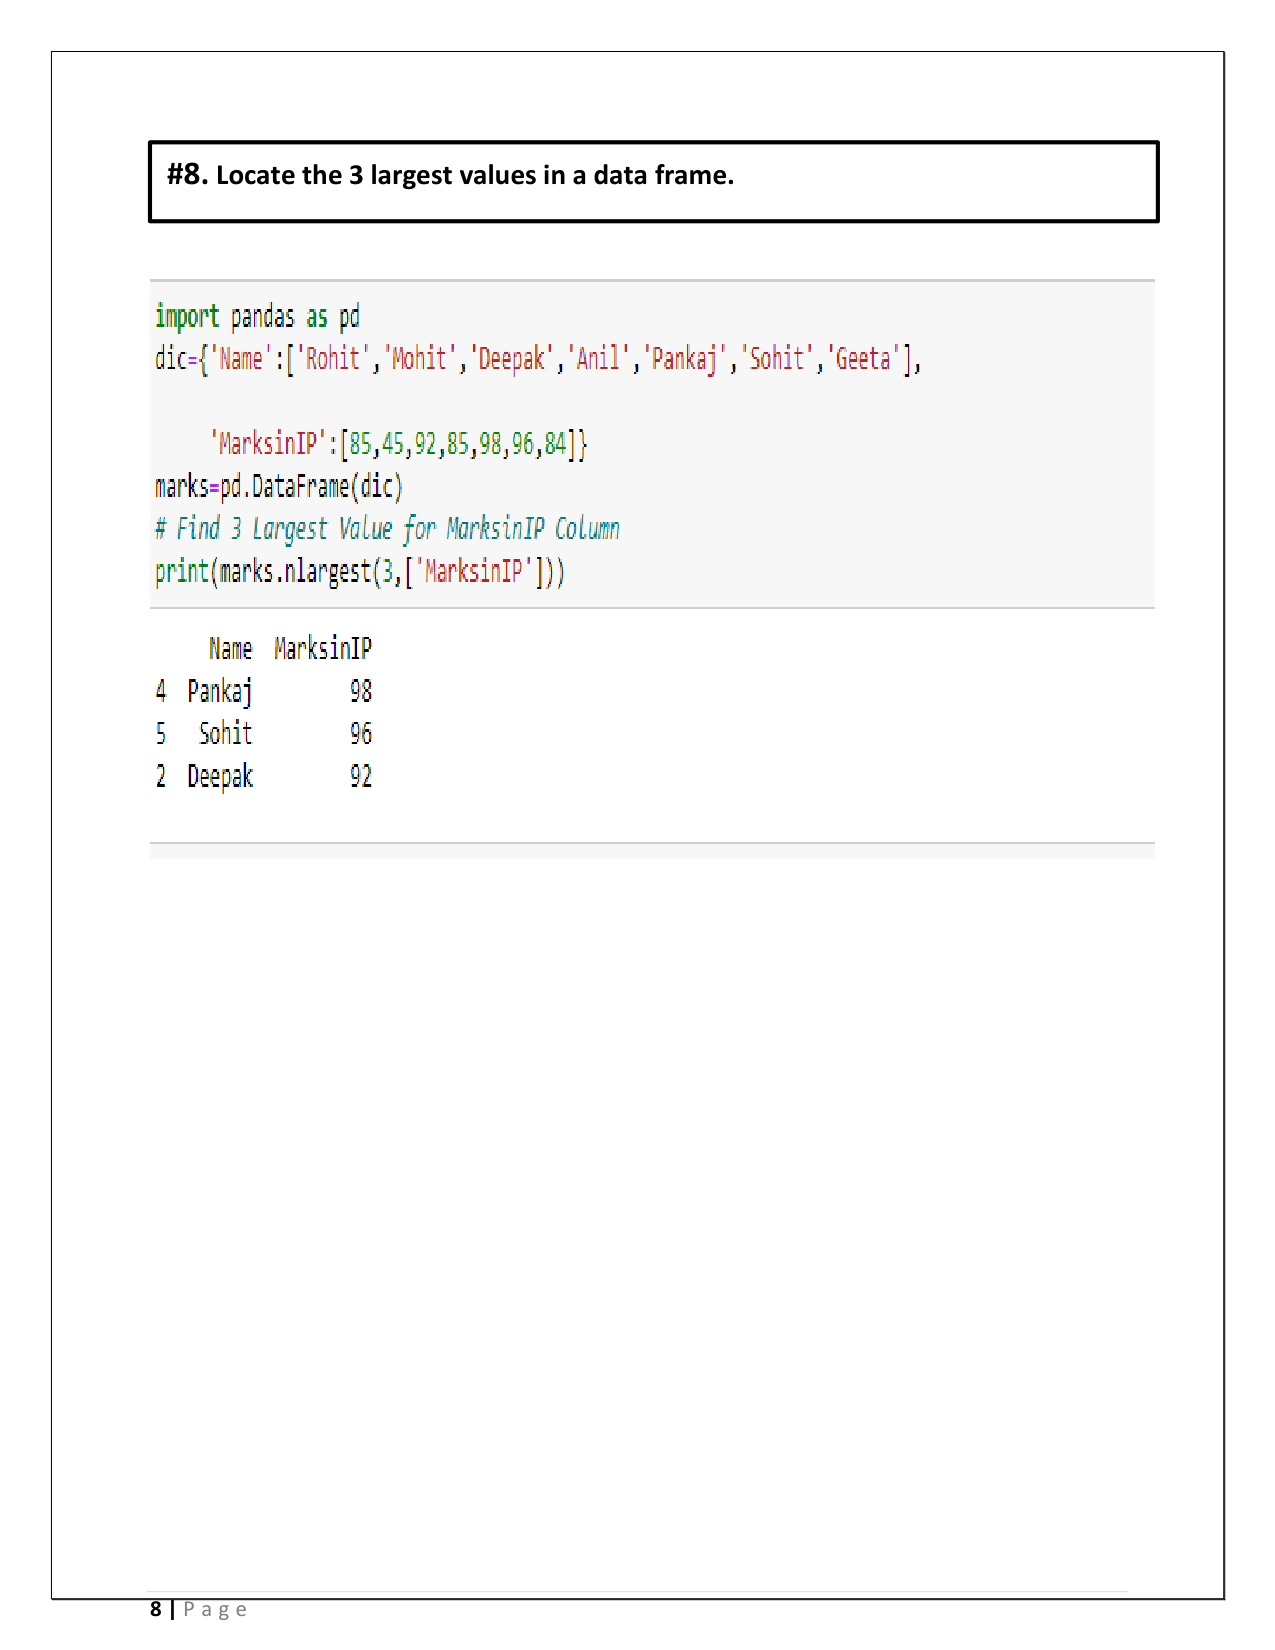 #8. Locate the 3 largest values in a data frame.
import pandas as pd
dic={'Name':['Rohit','Mohit','Deepak','Anil','Pankaj','Sohit','Geeta'],
'MarksinIP':[85,45,92,85,98,96,84]}
marks=pd.DataFrame(dic)
# Find 3 Largest Value for MarksinIP Column
print(marks.nlargest(3,['MarksinIP']))
Name MarksinIP
4 Pankaj 98
5 Sohit 96
2 Deepak 92
8 | Page